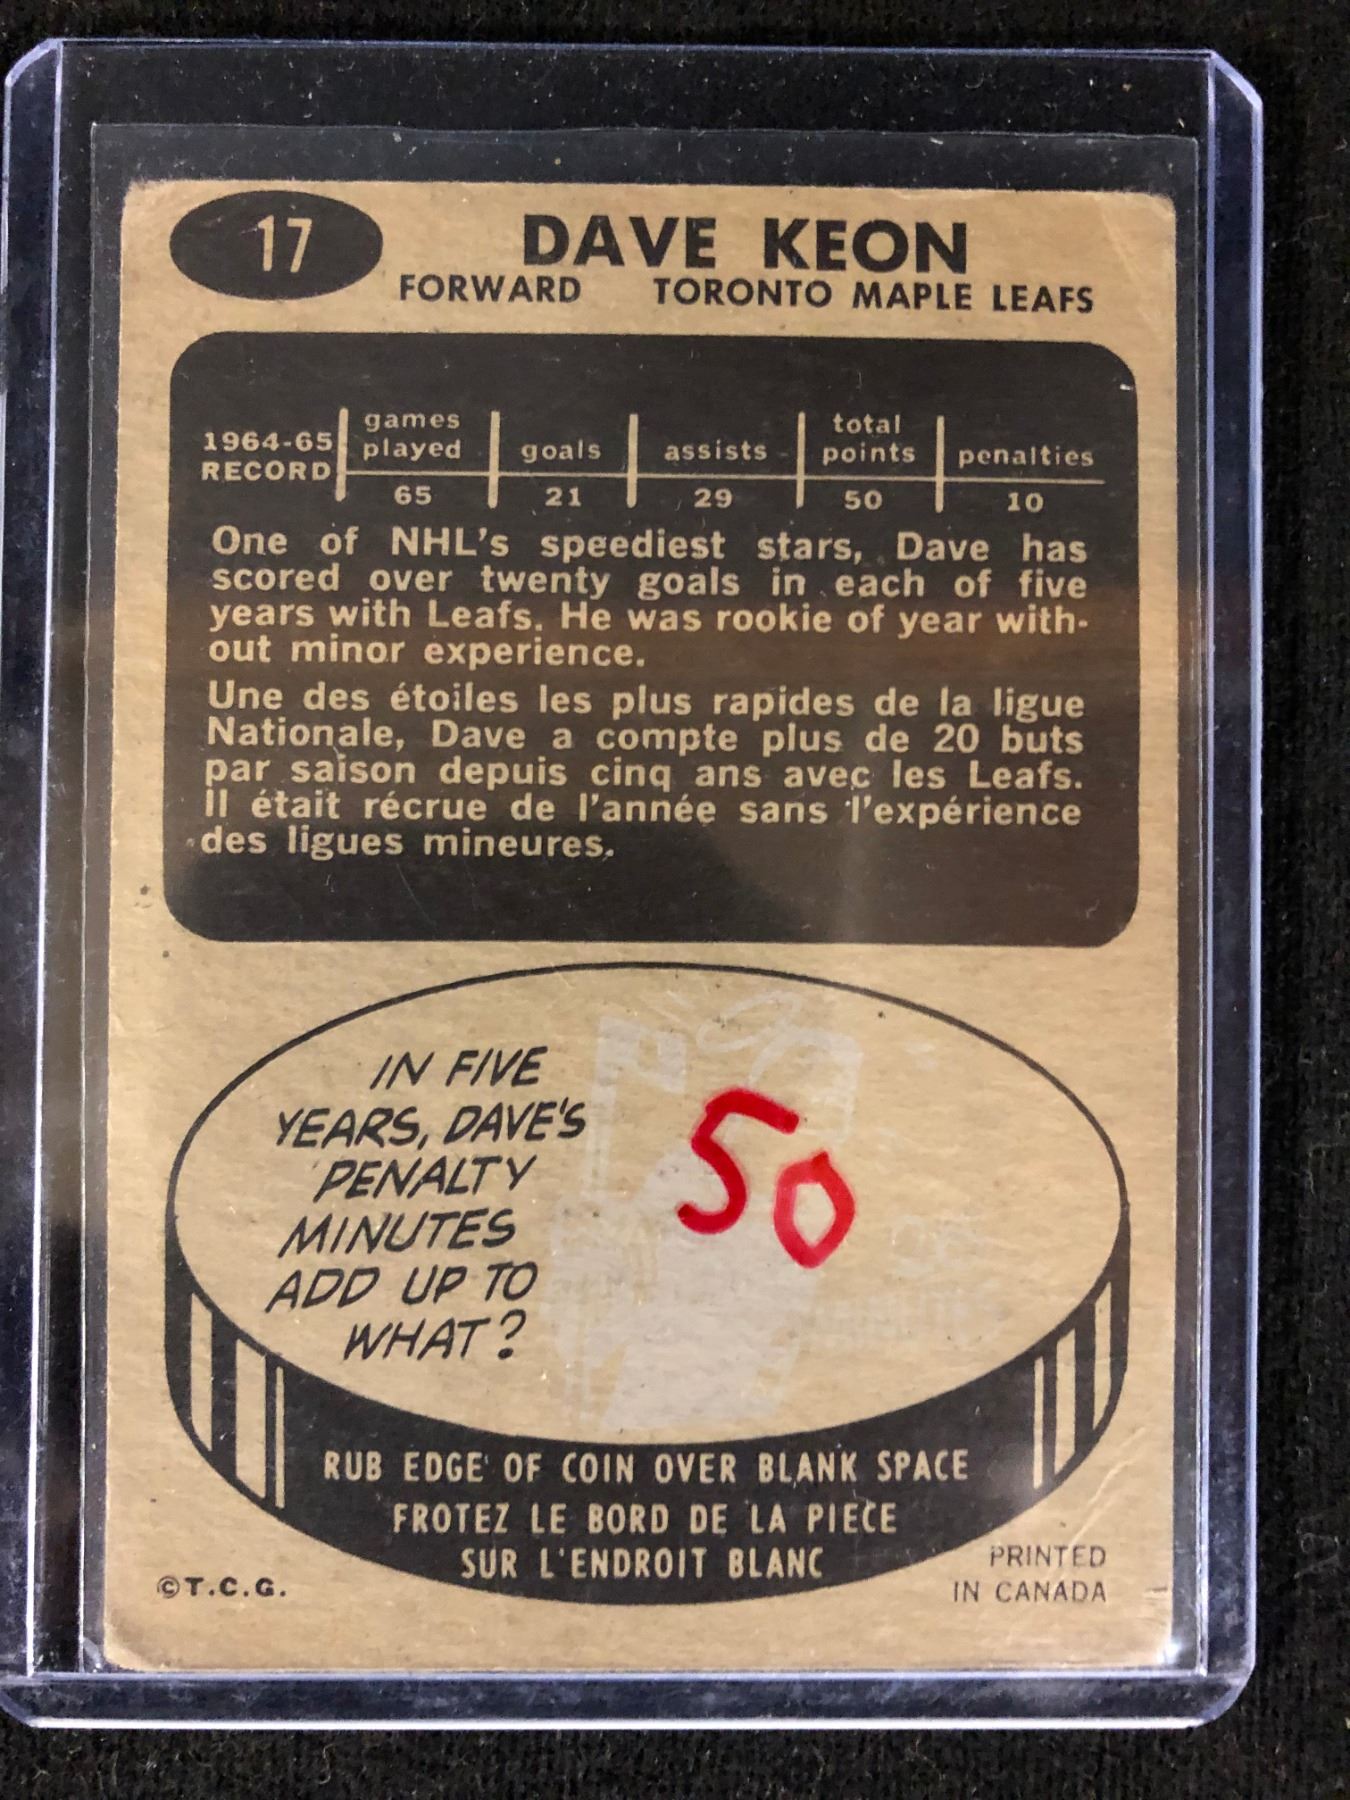 17
DAVE KEON
FORWARD TORONTO MAPLE LEAFS
1964-65 RECORD games played goals assists total points penalties
65 21 29 50 10
One of NHL's speediest stars, Dave has
scored over twenty goals in each of five
years with Leafs. He was rookie of year with-
out minor experience.
Une des étoiles les plus rapides de la ligue
Nationale, Dave a compte plus de 20 buts
par saison depuis cinq ans avec les Leafs.
Il était récrue de l'année sans l'expérience
des ligues mineures.
IN FIVE
YEARS, DAVE'S
PENALTY
MINUTES
ADD UP TO
WHAT?
50
RUB EDGE OF COIN OVER BLANK SPACE
FROTEZ LE BORD DE LA PIECE
SUR L'ENDROIT BLANC
©T.C.G.
PRINTED
IN CANADA